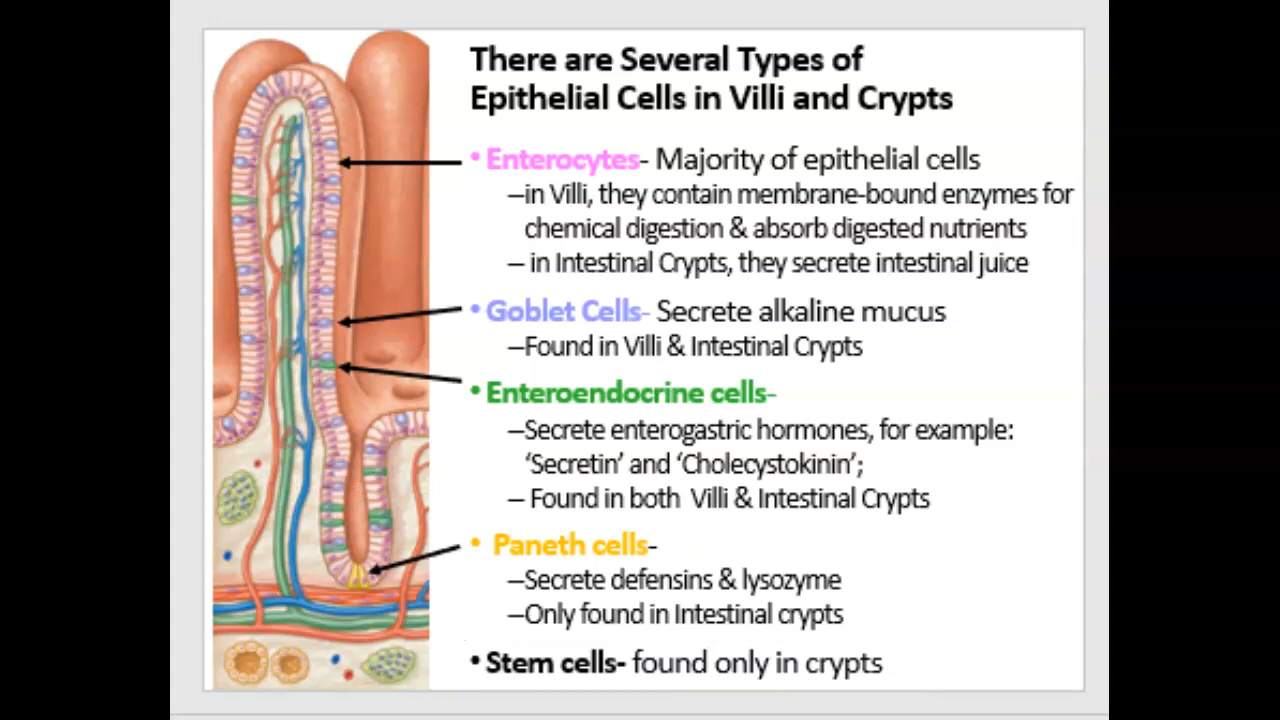 There are Several Types of
Epithelial Cells in Villi and Crypts
• Enterocytes- Majority of epithelial cells
–in Villi, they contain membrane-bound enzymes for
chemical digestion & absorb digested nutrients
– in Intestinal Crypts, they secrete intestinal juice
• Goblet Cells- Secrete alkaline mucus
–Found in Villi & Intestinal Crypts
• Enteroendocrine cells-
–Secrete enterogastric hormones, for example:
‘Secretin’ and ‘Cholecystokinin’;
– Found in both Villi & Intestinal Crypts
• Paneth cells-
–Secrete defensins & lysozyme
–Only found in Intestinal crypts
• Stem cells- found only in crypts